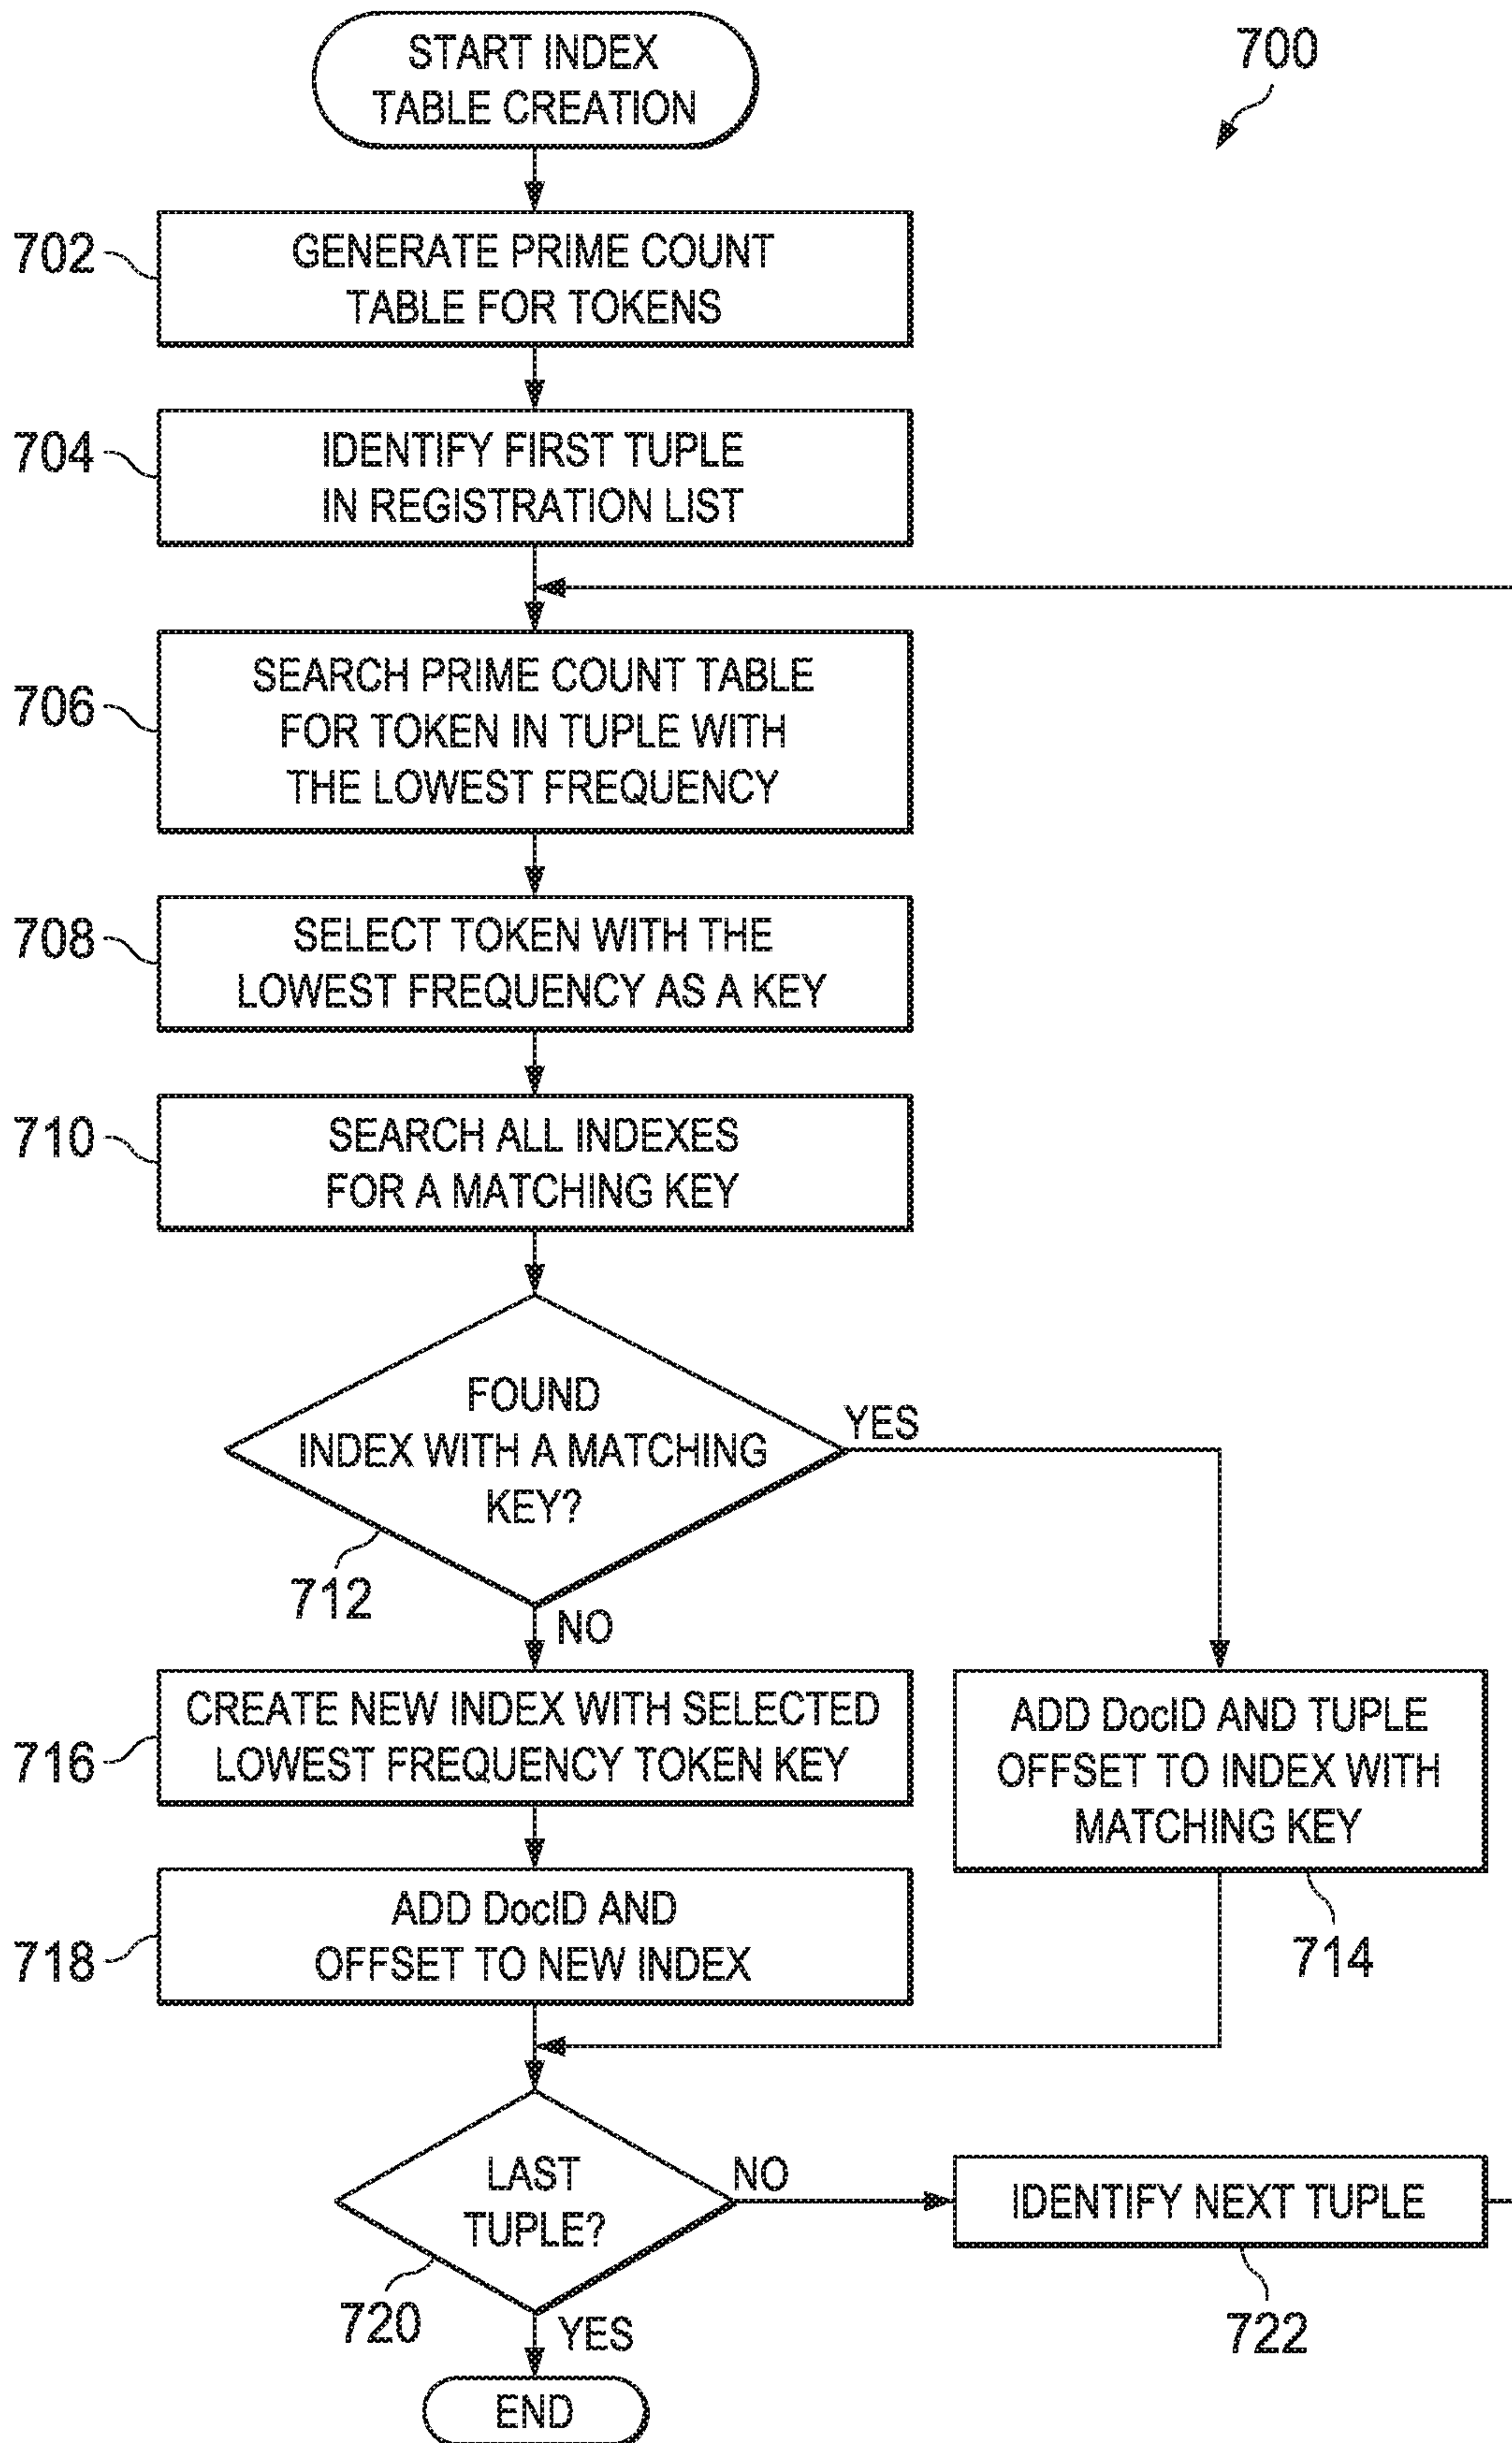 START INDEX
TABLE CREATION
700
702
GENERATE PRIME COUNT
TABLE FOR TOKENS
704
IDENTIFY FIRST TUPLE
IN REGISTRATION LIST
706
SEARCH PRIME COUNT TABLE
FOR TOKEN IN TUPLE WITH
THE LOWEST FREQUENCY
708
SELECT TOKEN WITH THE
LOWEST FREQUENCY AS A KEY
710
SEARCH ALL INDEXES
FOR A MATCHING KEY
FOUND
INDEX WITH A MATCHING
KEY?
YES
712
NO
716
CREATE NEW INDEX WITH SELECTED
LOWEST FREQUENCY TOKEN KEY
ADD DocID AND TUPLE
OFFSET TO INDEX WITH
MATCHING KEY
714
718
ADD DocID AND
OFFSET TO NEW INDEX
LAST
TUPLE?
NO
720
YES
IDENTIFY NEXT TUPLE
722
END